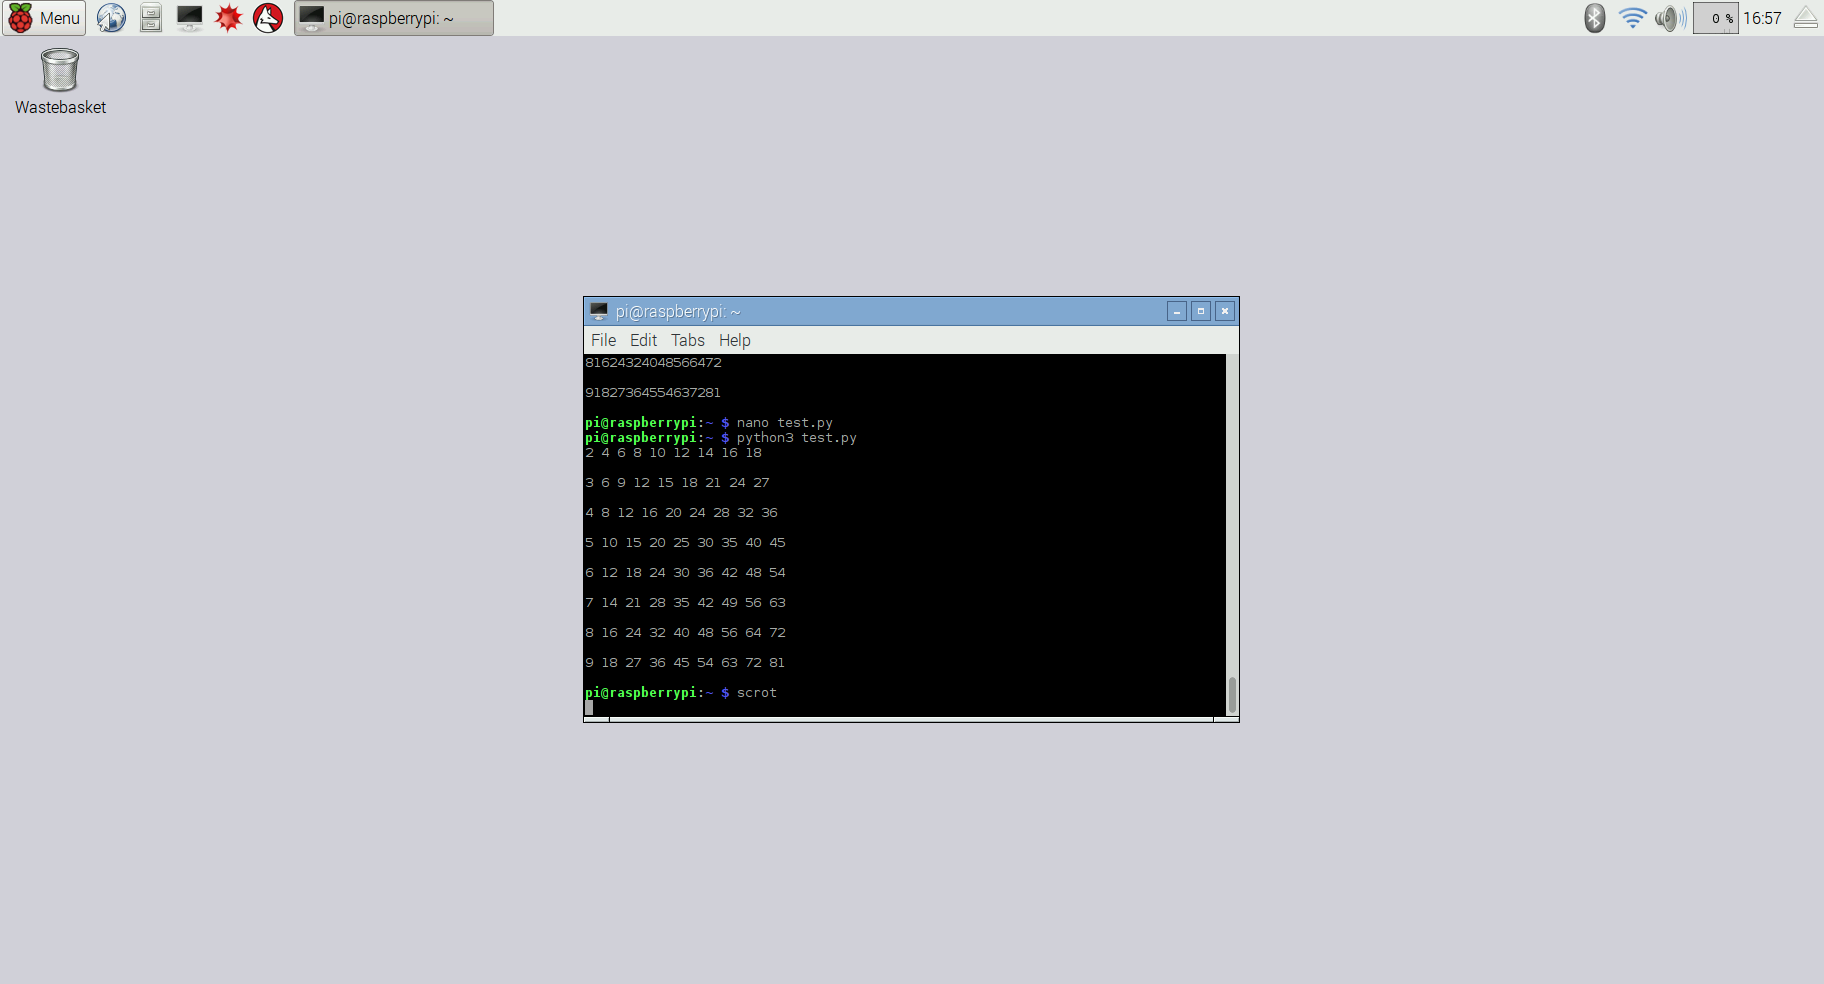 Menu
pi@raspberrypi: ~
0 %
16:57
Wastebasket
pi@raspberrypi: ~
File Edit Tabs Help
81624324048566472
91827364554637281
pi@raspberrypi:~ $ nano test.py
pi@raspberrypi:~ $ python3 test.py
2 4 6 8 10 12 14 16 18
3 6 9 12 15 18 21 24 27
4 8 12 16 20 24 28 32 36
5 10 15 20 25 30 35 40 45
6 12 18 24 30 36 42 48 54
7 14 21 28 35 42 49 56 63
8 16 24 32 40 48 56 64 72
9 18 27 36 45 54 63 72 81
pi@raspberrypi:~ $ scrot